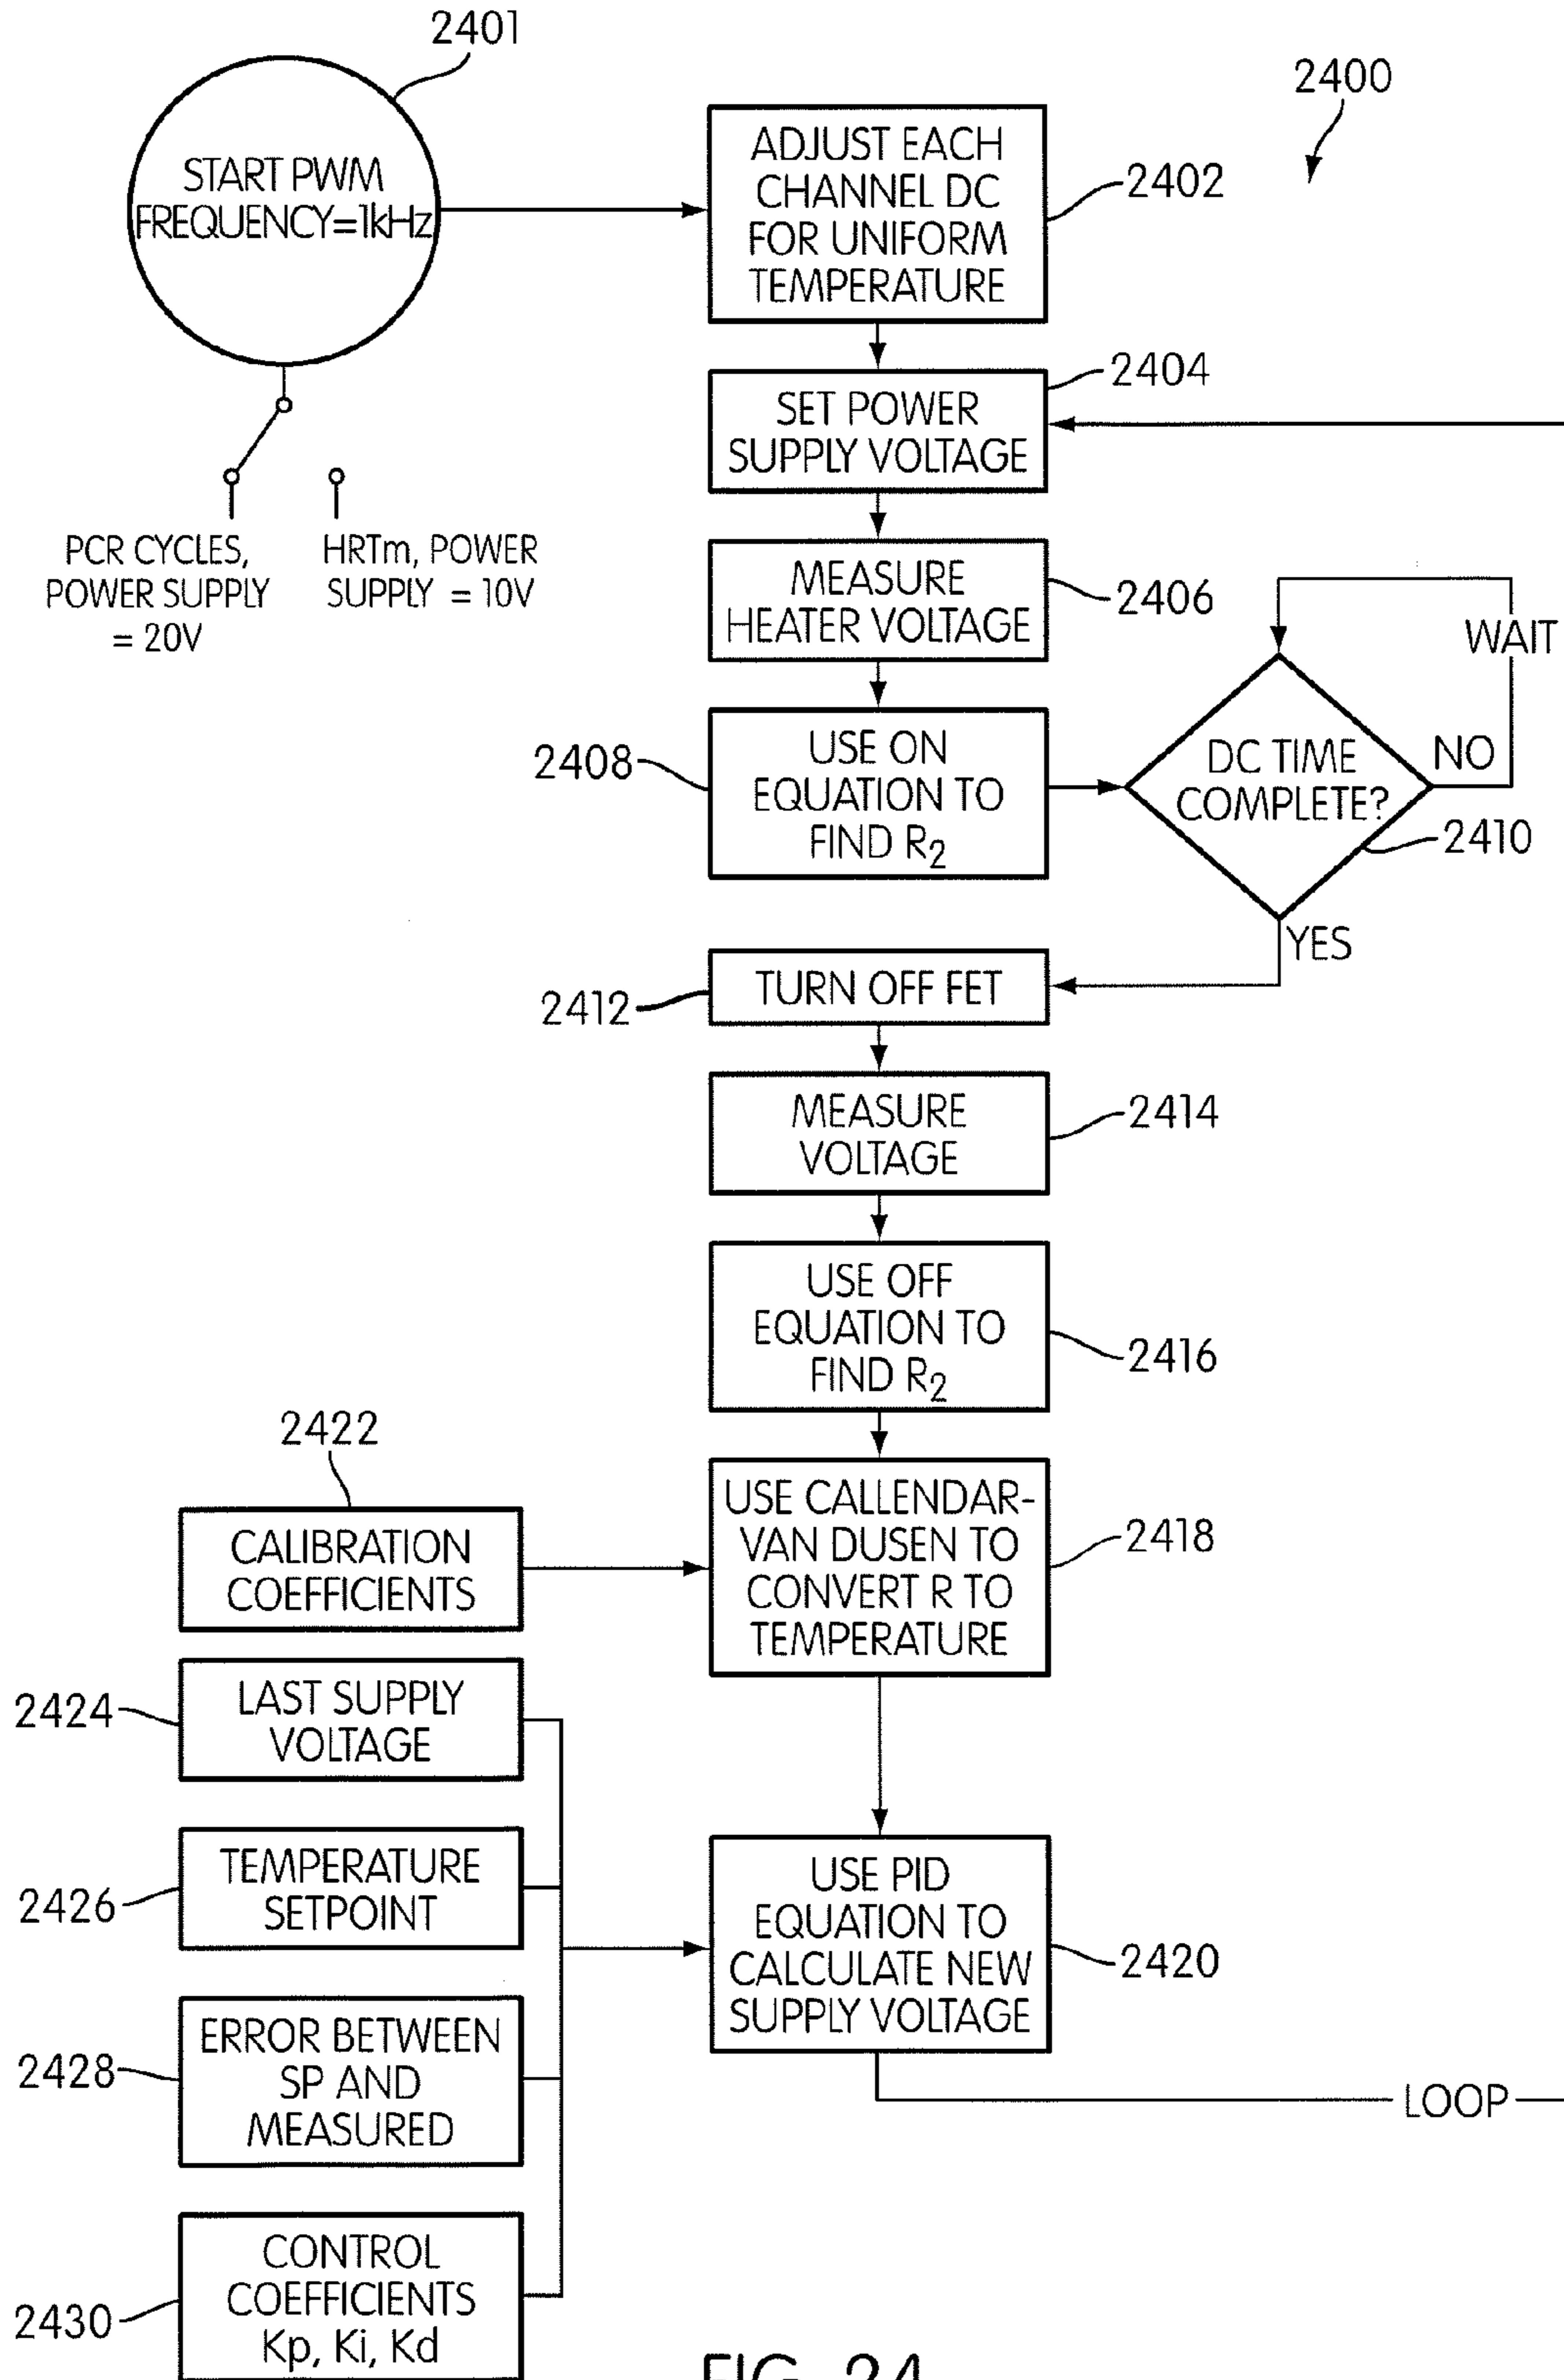 2401
START PWM
FREQUENCY=1kHz
PCR CYCLES,
POWER SUPPLY
= 20V
HRTm, POWER
SUPPLY = 10V
2400
ADJUST EACH
CHANNEL DC
FOR UNIFORM
TEMPERATURE
2402
SET POWER
SUPPLY VOLTAGE
2404
MEASURE
HEATER VOLTAGE
2406
2408
USE ON
EQUATION TO
FIND R2
DC TIME
COMPLETE?
2410
NO
WAIT
YES
2412
TURN OFF FET
MEASURE
VOLTAGE
2414
USE OFF
EQUATION TO
FIND R2
2416
2422
CALIBRATION
COEFFICIENTS
USE CALLENDAR-
VAN DUSEN TO
CONVERT R TO
TEMPERATURE
2418
2424
LAST SUPPLY
VOLTAGE
2426
TEMPERATURE
SETPOINT
2428
ERROR BETWEEN
SP AND
MEASURED
2430
CONTROL
COEFFICIENTS
Kp, Ki, Kd
USE PID
EQUATION TO
CALCULATE NEW
SUPPLY VOLTAGE
2420
LOOP
FIG. 24